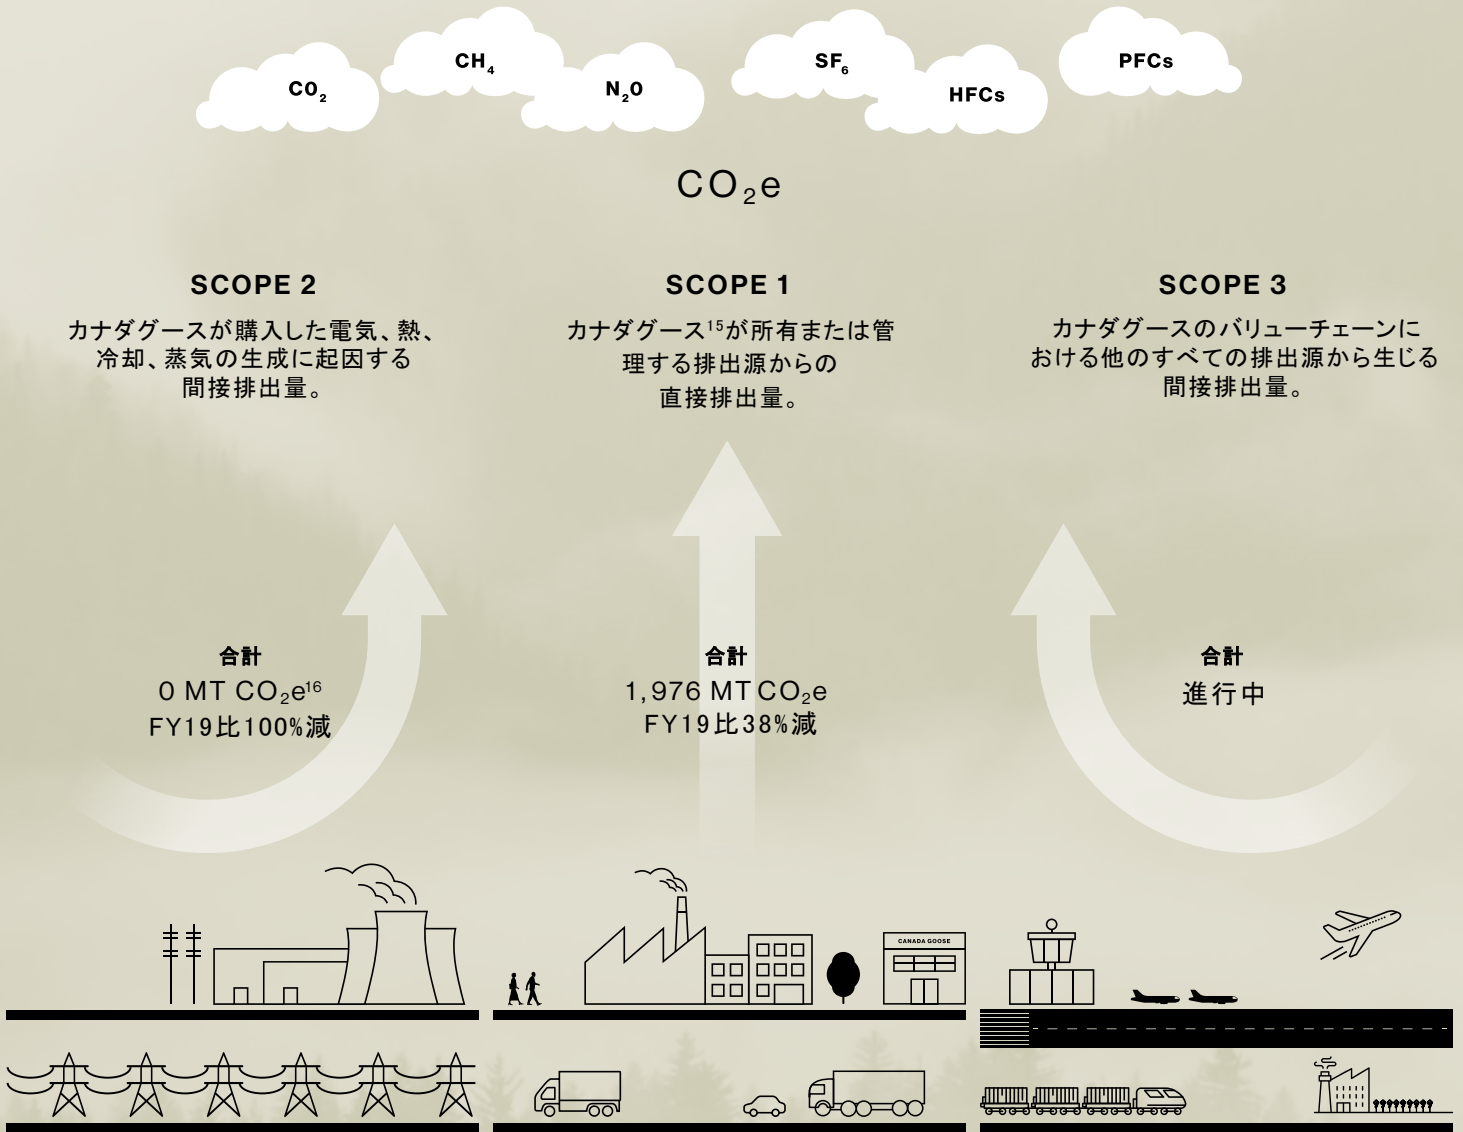 CO₂
CH₄
N₂O
SF₆
HFCs
PFCs
CO₂e
SCOPE 2
カナダグースが購入した電気、熱、
冷却、蒸気の生成に起因する
間接排出量。
SCOPE 1
カナダグース¹⁵が所有または管
理する排出源からの
直接排出量。
SCOPE 3
カナダグースのバリューチェーンに
おける他のすべての排出源から生じる
間接排出量。
合計
0 MT CO₂e¹⁶
FY19比100%減
合計
1,976 MT CO₂e
FY19比38%減
合計
進行中
CANADA GOOSE